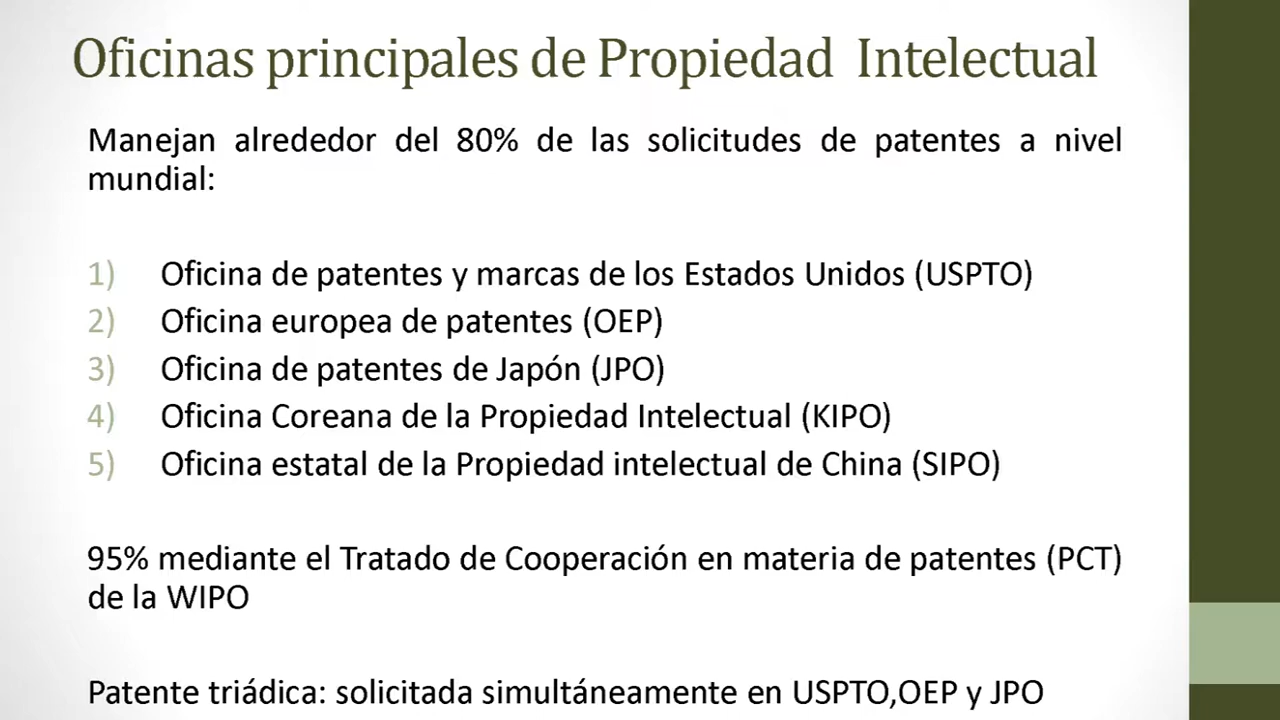 Oficinas principales de Propiedad Intelectual
Manejan alrededor del 80% de las solicitudes de patentes a nivel
mundial:
1) Oficina de patentes y marcas de los Estados Unidos (USPTO)
2) Oficina europea de patentes (OEP)
3) Oficina de patentes de Japón (JPO)
4) Oficina Coreana de la Propiedad Intelectual (KIPO)
5) Oficina estatal de la Propiedad intelectual de China (SIPO)
95% mediante el Tratado de Cooperación en materia de patentes (PCT)
de la WIPO
Patente triádica: solicitada simultáneamente en USPTO,OEP y JPO